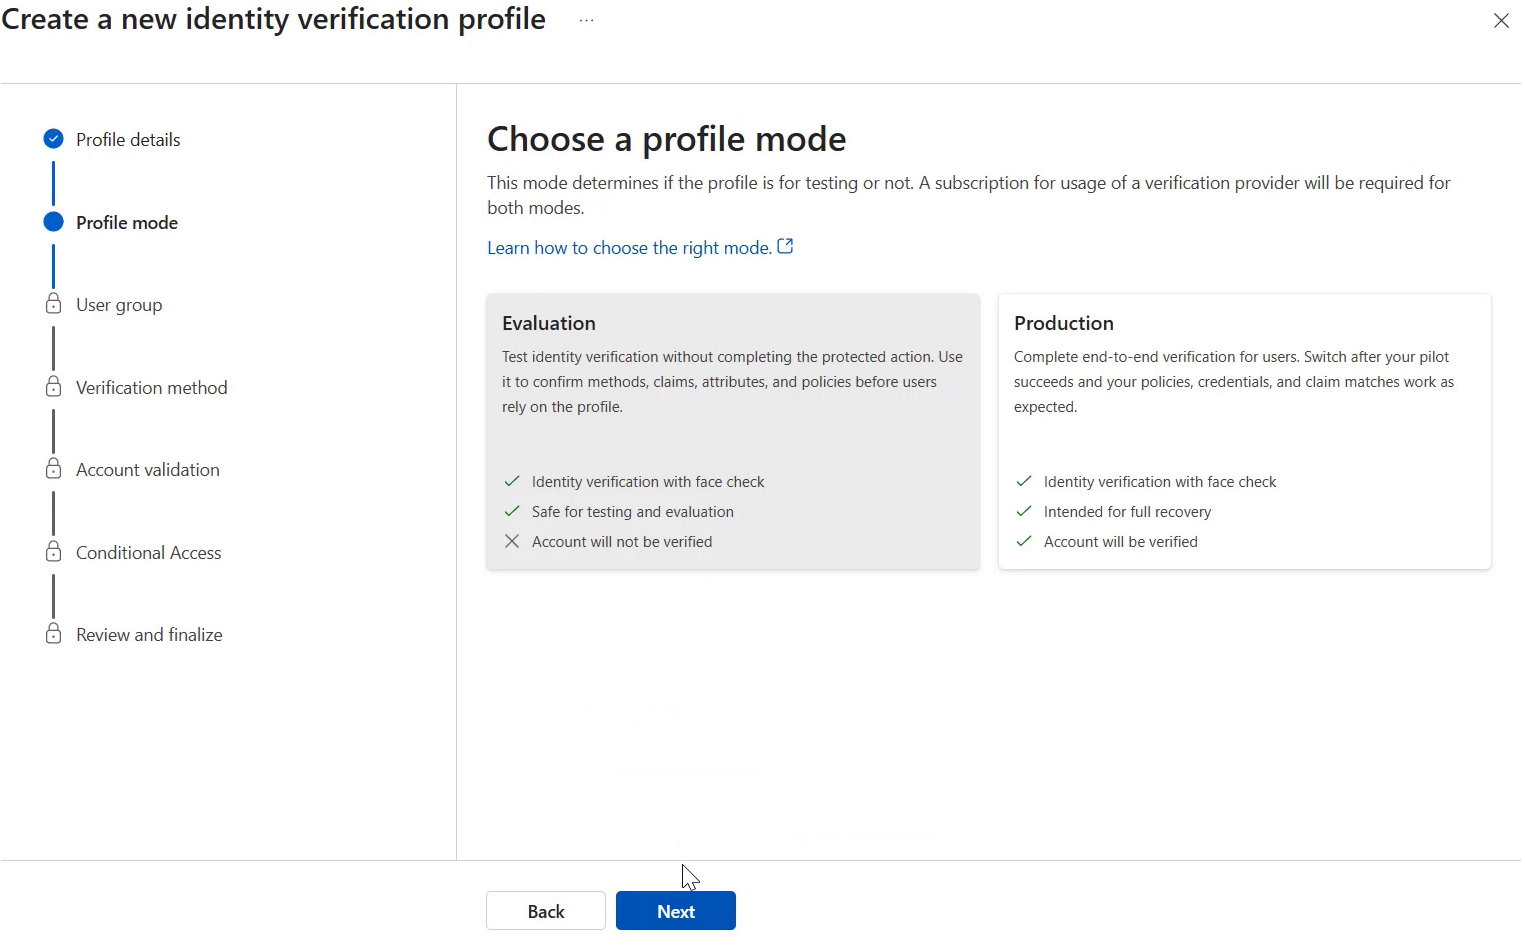 Create a new identity verification profile ...
Profile details
Profile mode
User group
Verification method
Account validation
Conditional Access
Review and finalize
Choose a profile mode
This mode determines if the profile is for testing or not. A subscription for usage of a verification provider will be required for
both modes.
Learn how to choose the right mode.
Evaluation
Test identity verification without completing the protected action. Use
it to confirm methods, claims, attributes, and policies before users
rely on the profile.
Identity verification with face check
Safe for testing and evaluation
Account will not be verified
Production
Complete end-to-end verification for users. Switch after your pilot
succeeds and your policies, credentials, and claim matches work as
expected.
Identity verification with face check
Intended for full recovery
Account will be verified
Back
Next